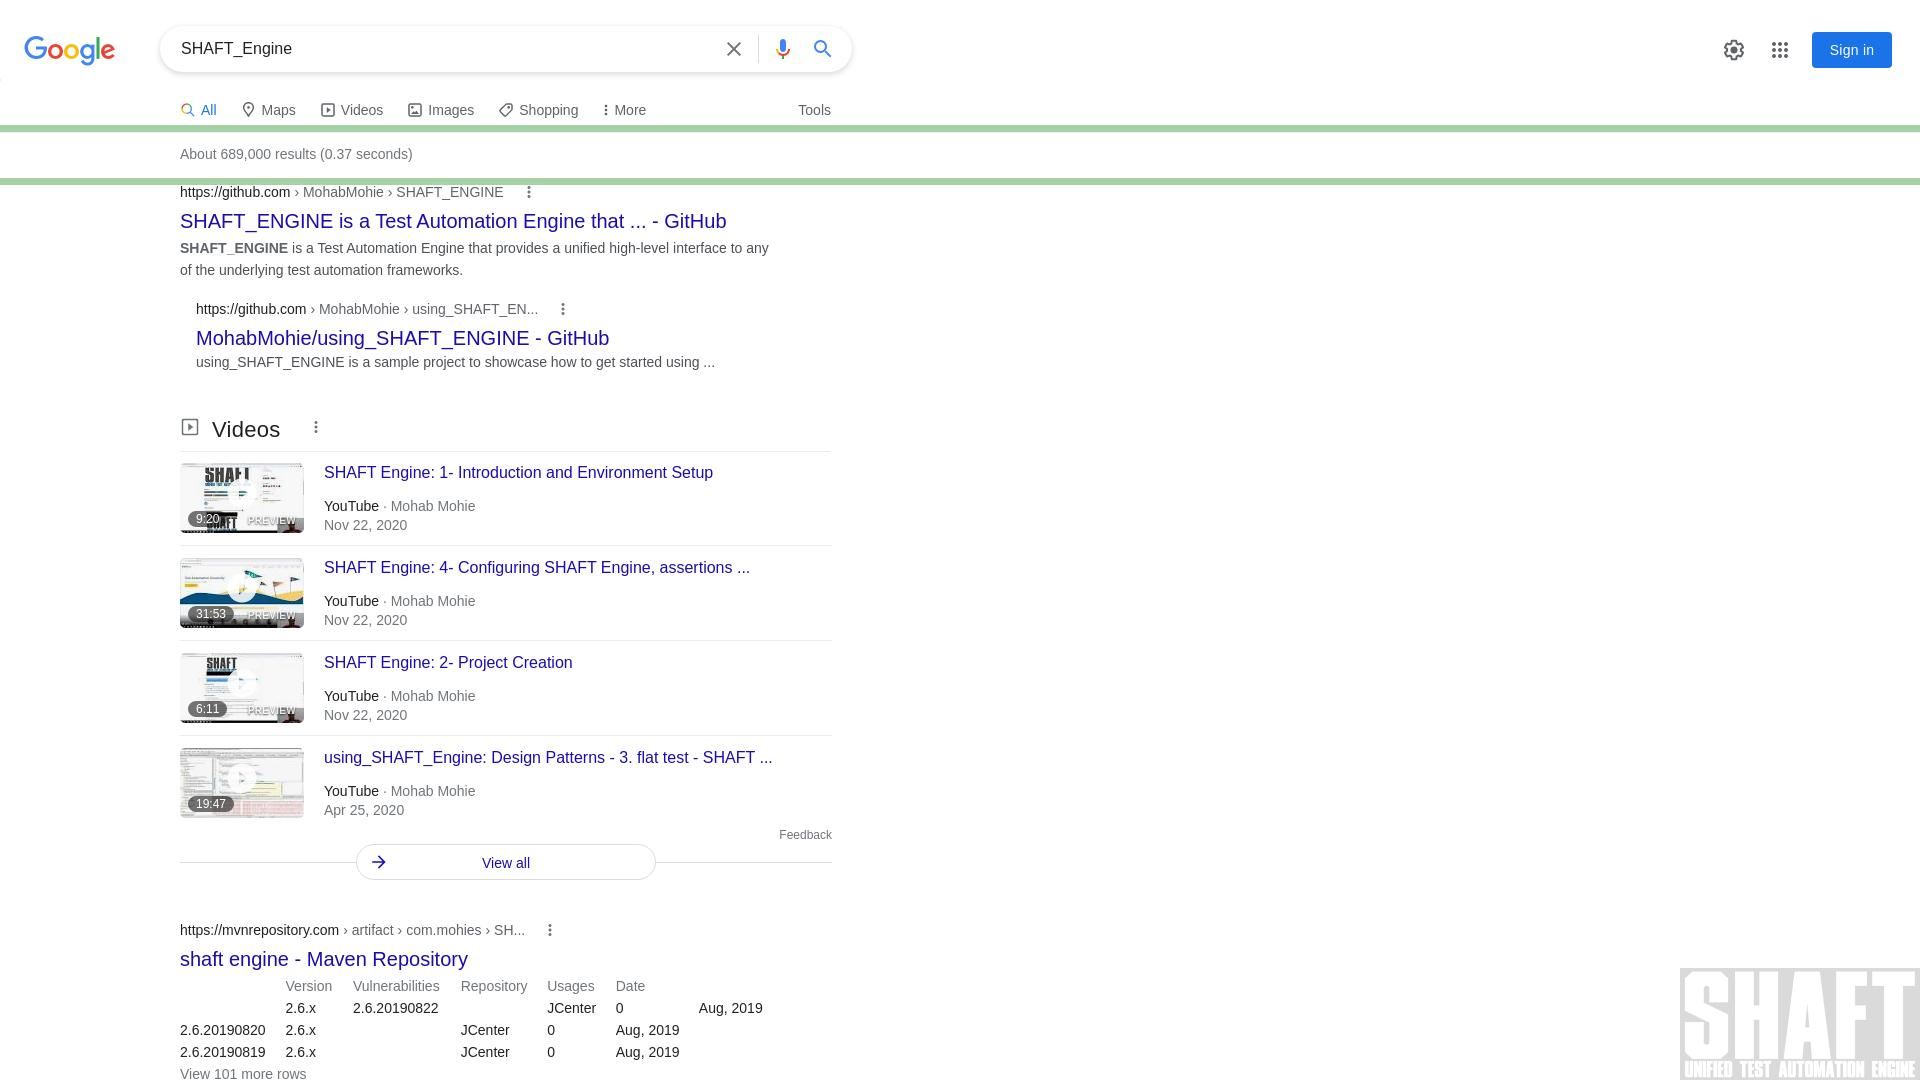 Google
SHAFT_Engine
Sign in
All Maps Videos Images Shopping More Tools
About 689,000 results (0.37 seconds)
https://github.com › MohabMohie › SHAFT_ENGINE
SHAFT_ENGINE is a Test Automation Engine that ... - GitHub
SHAFT_ENGINE is a Test Automation Engine that provides a unified high-level interface to any
of the underlying test automation frameworks.
https://github.com › MohabMohie › using_SHAFT_EN...
MohabMohie/using_SHAFT_ENGINE - GitHub
using_SHAFT_ENGINE is a sample project to showcase how to get started using ...
Videos
SHAFT
9:20 PREVIEW
SHAFT Engine: 1- Introduction and Environment Setup
YouTube · Mohab Mohie
Nov 22, 2020
31:53 PREVIEW
SHAFT Engine: 4- Configuring SHAFT Engine, assertions ...
YouTube · Mohab Mohie
Nov 22, 2020
SHAFT
6:11 PREVIEW
SHAFT Engine: 2- Project Creation
YouTube · Mohab Mohie
Nov 22, 2020
19:47
using_SHAFT_Engine: Design Patterns - 3. flat test - SHAFT ...
YouTube · Mohab Mohie
Apr 25, 2020
Feedback
View all
https://mvnrepository.com › artifact › com.mohies › SH...
shaft engine - Maven Repository
Version Vulnerabilities Repository Usages Date
2.6.x 2.6.20190822 JCenter 0 Aug, 2019
2.6.20190820 2.6.x JCenter 0 Aug, 2019
2.6.20190819 2.6.x JCenter 0 Aug, 2019
View 101 more rows
SHAFT
UNIFIED TEST AUTOMATION ENGINE